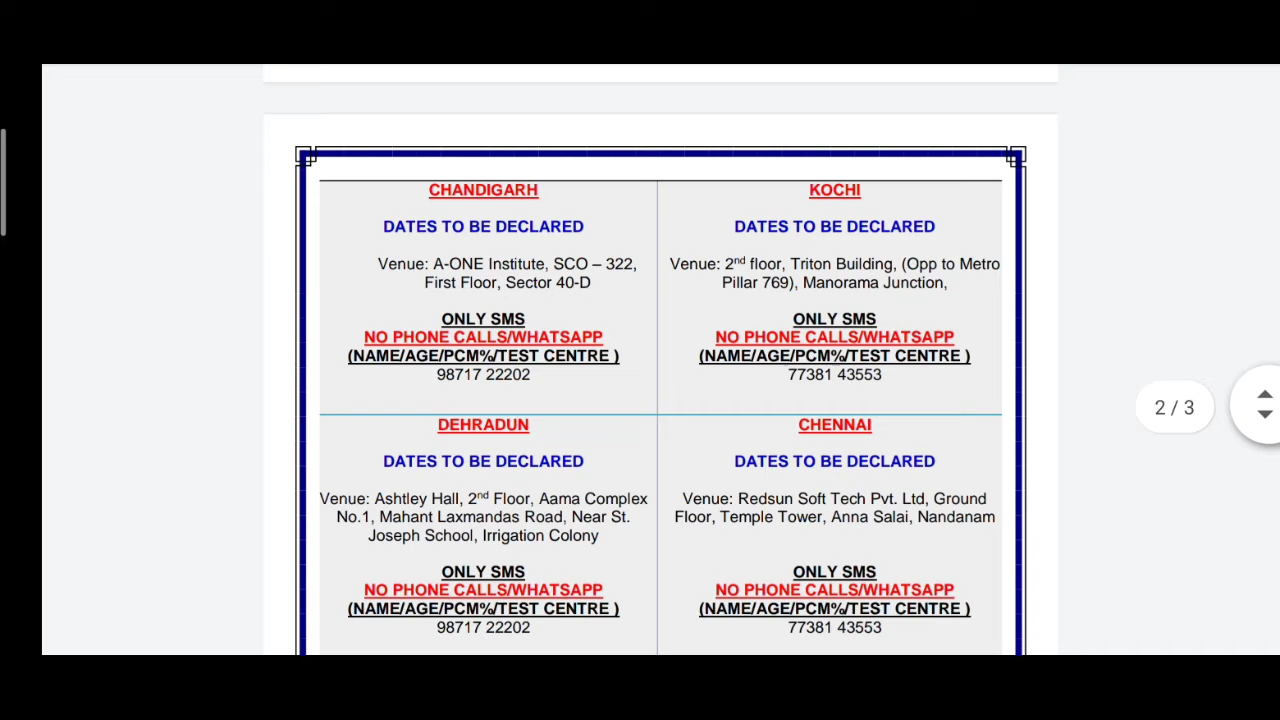 CHANDIGARH
DATES TO BE DECLARED
Venue: A-ONE Institute, SCO – 322,
First Floor, Sector 40-D
ONLY SMS
NO PHONE CALLS/WHATSAPP
(NAME/AGE/PCM%/TEST CENTRE )
98717 22202
KOCHI
DATES TO BE DECLARED
Venue: 2nd floor, Triton Building, (Opp to Metro
Pillar 769), Manorama Junction,
ONLY SMS
NO PHONE CALLS/WHATSAPP
(NAME/AGE/PCM%/TEST CENTRE )
77381 43553
DEHRADUN
DATES TO BE DECLARED
Venue: Ashtley Hall, 2nd Floor, Aama Complex
No.1, Mahant Laxmandas Road, Near St.
Joseph School, Irrigation Colony
ONLY SMS
NO PHONE CALLS/WHATSAPP
(NAME/AGE/PCM%/TEST CENTRE )
98717 22202
CHENNAI
DATES TO BE DECLARED
Venue: Redsun Soft Tech Pvt. Ltd, Ground
Floor, Temple Tower, Anna Salai, Nandanam
ONLY SMS
NO PHONE CALLS/WHATSAPP
(NAME/AGE/PCM%/TEST CENTRE )
77381 43553
2 / 3